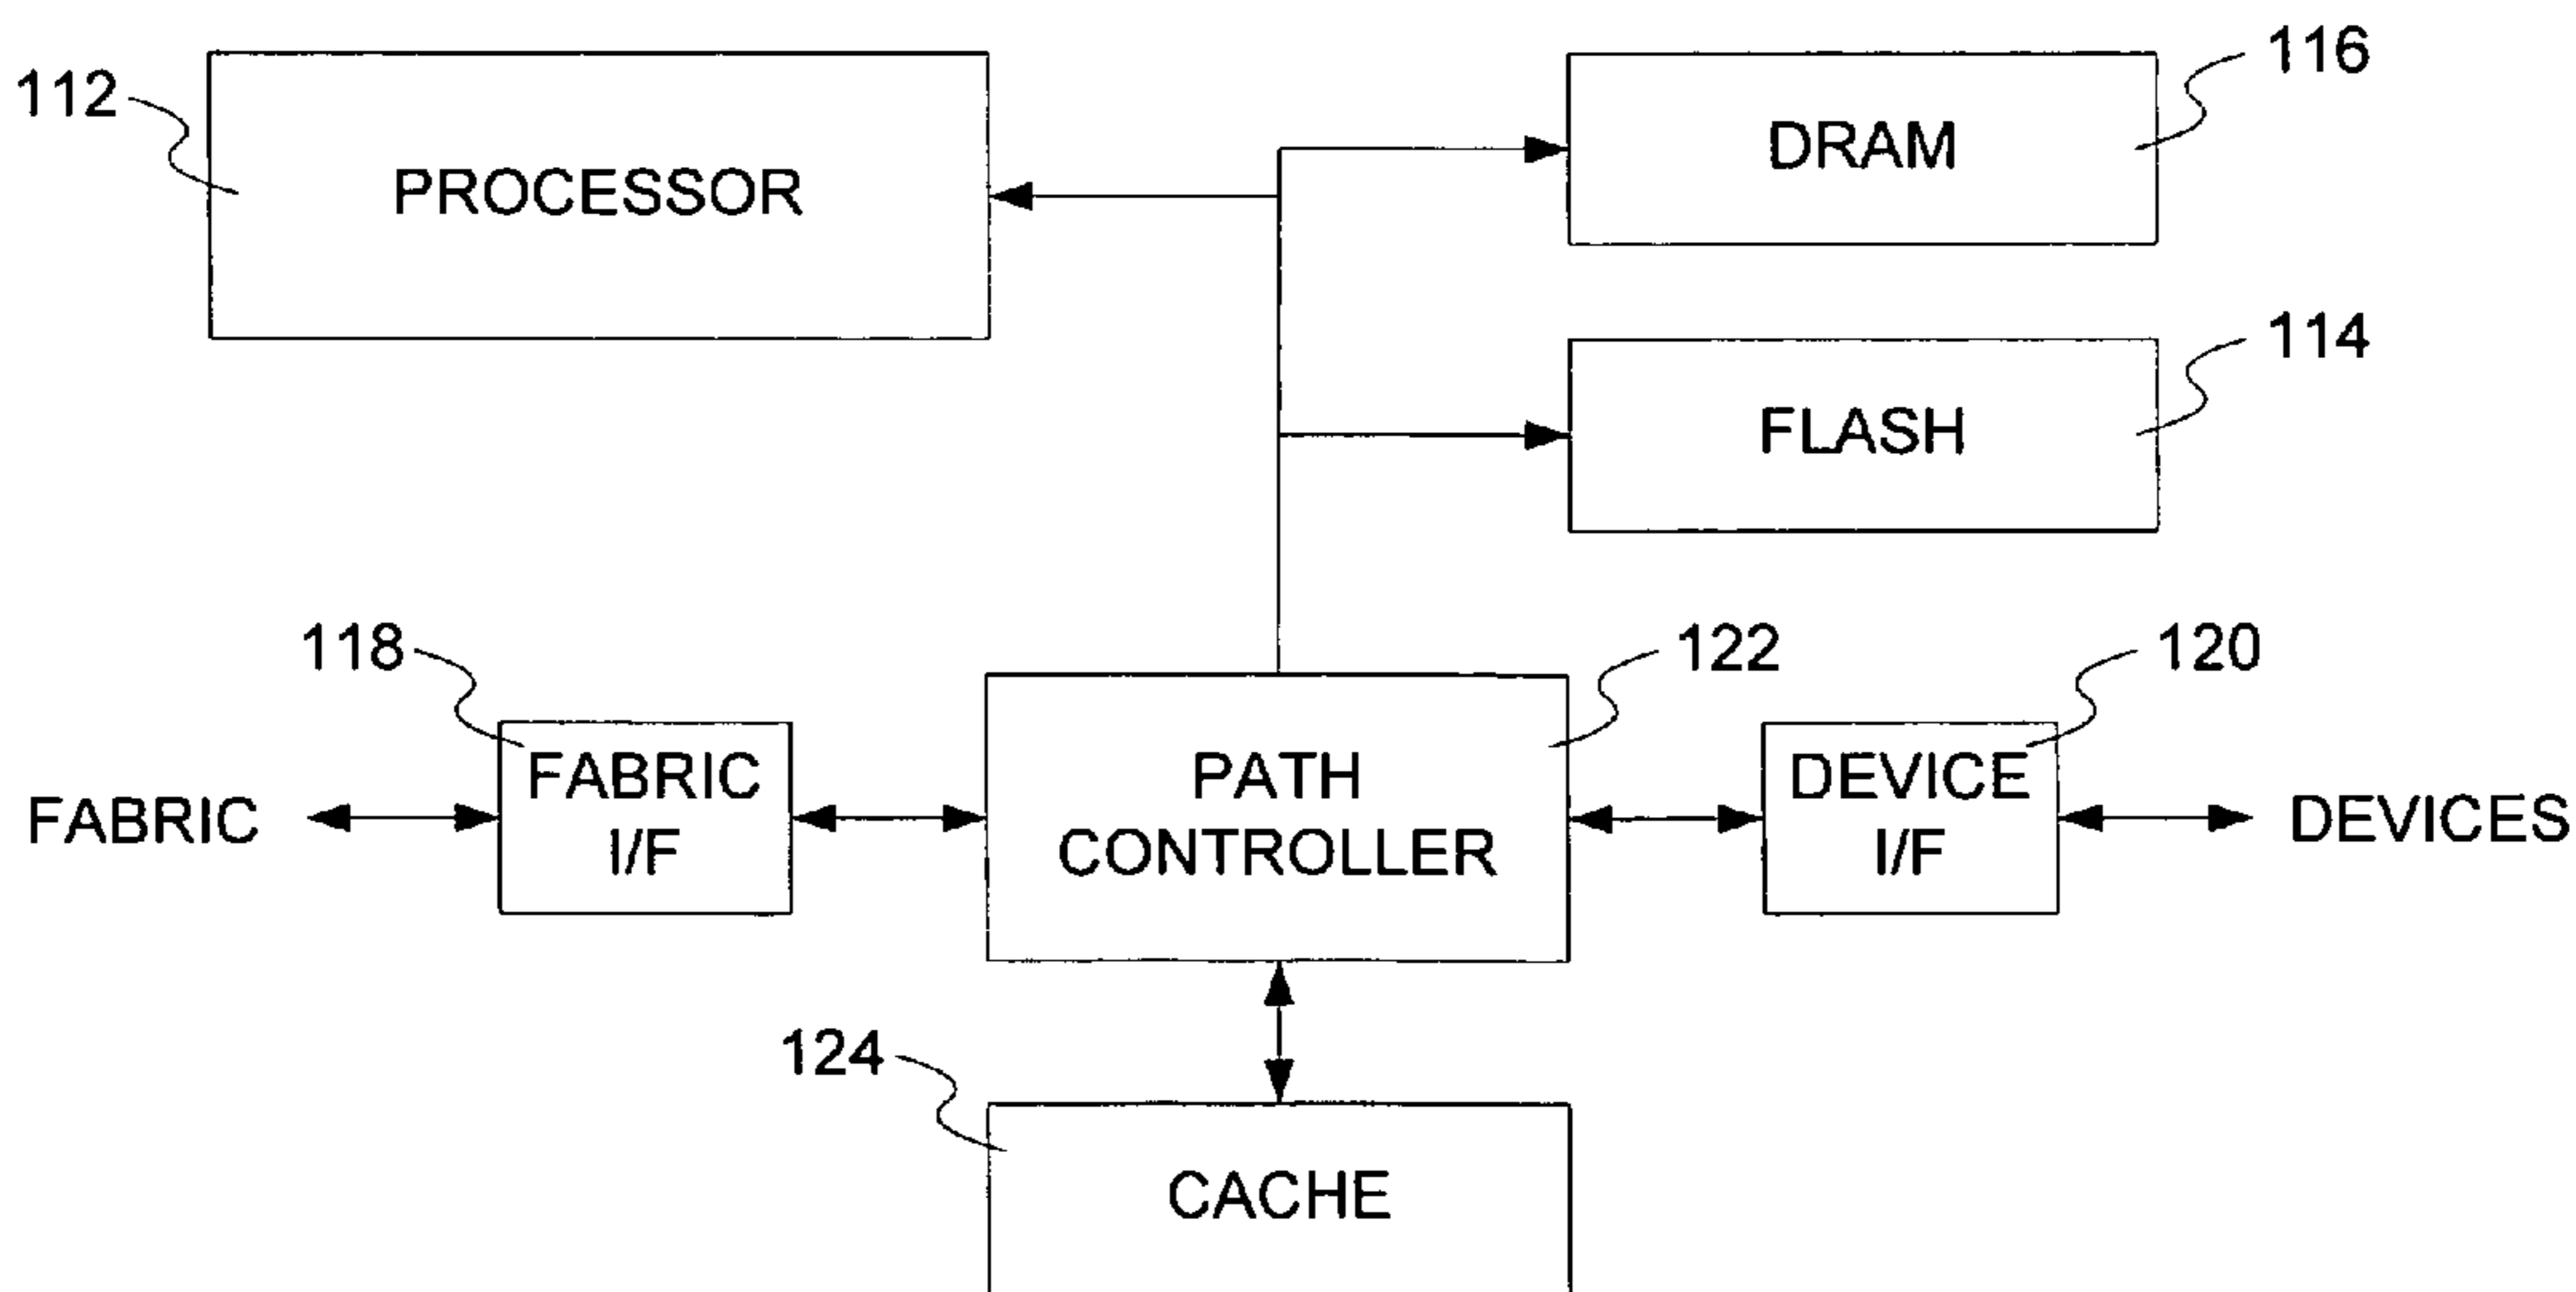 112
PROCESSOR
DRAM
116
FLASH
114
118
122
120
FABRIC
FABRIC
I/F
PATH
CONTROLLER
DEVICE
I/F
DEVICES
124
CACHE